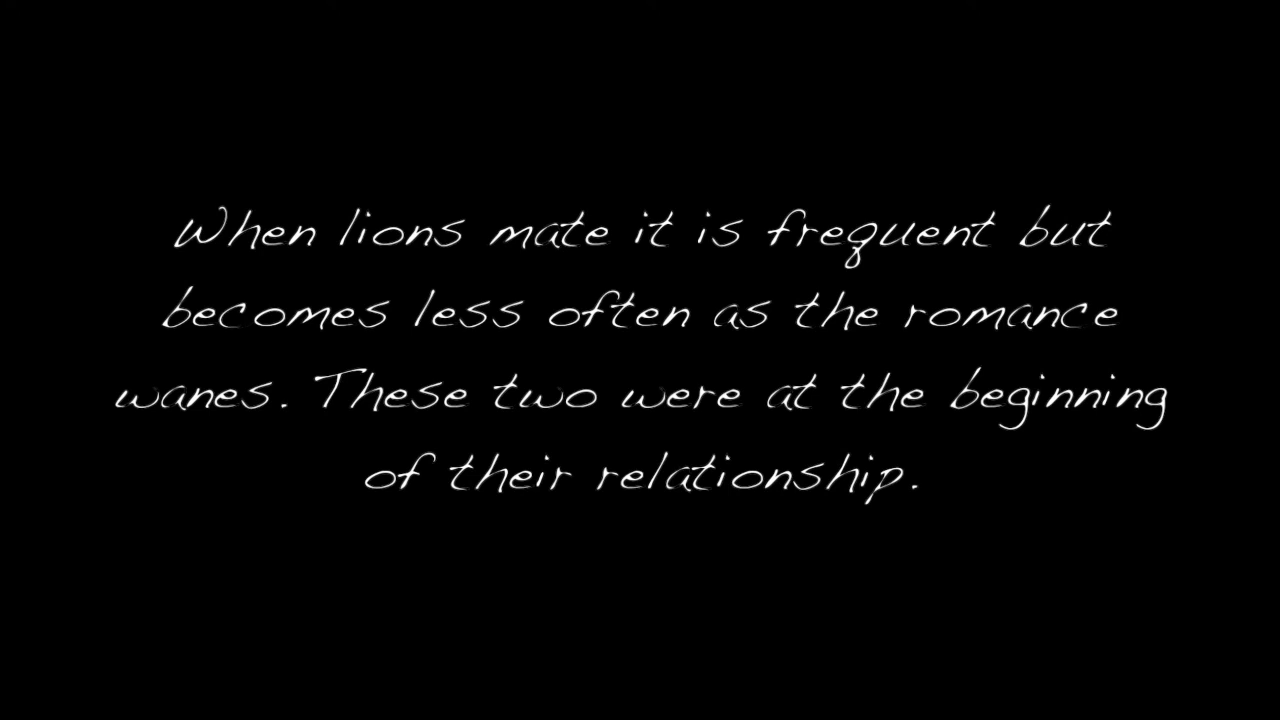 When lions mate it is frequent but
becomes less often as the romance
wanes. These two were at the beginning
of their relationship.